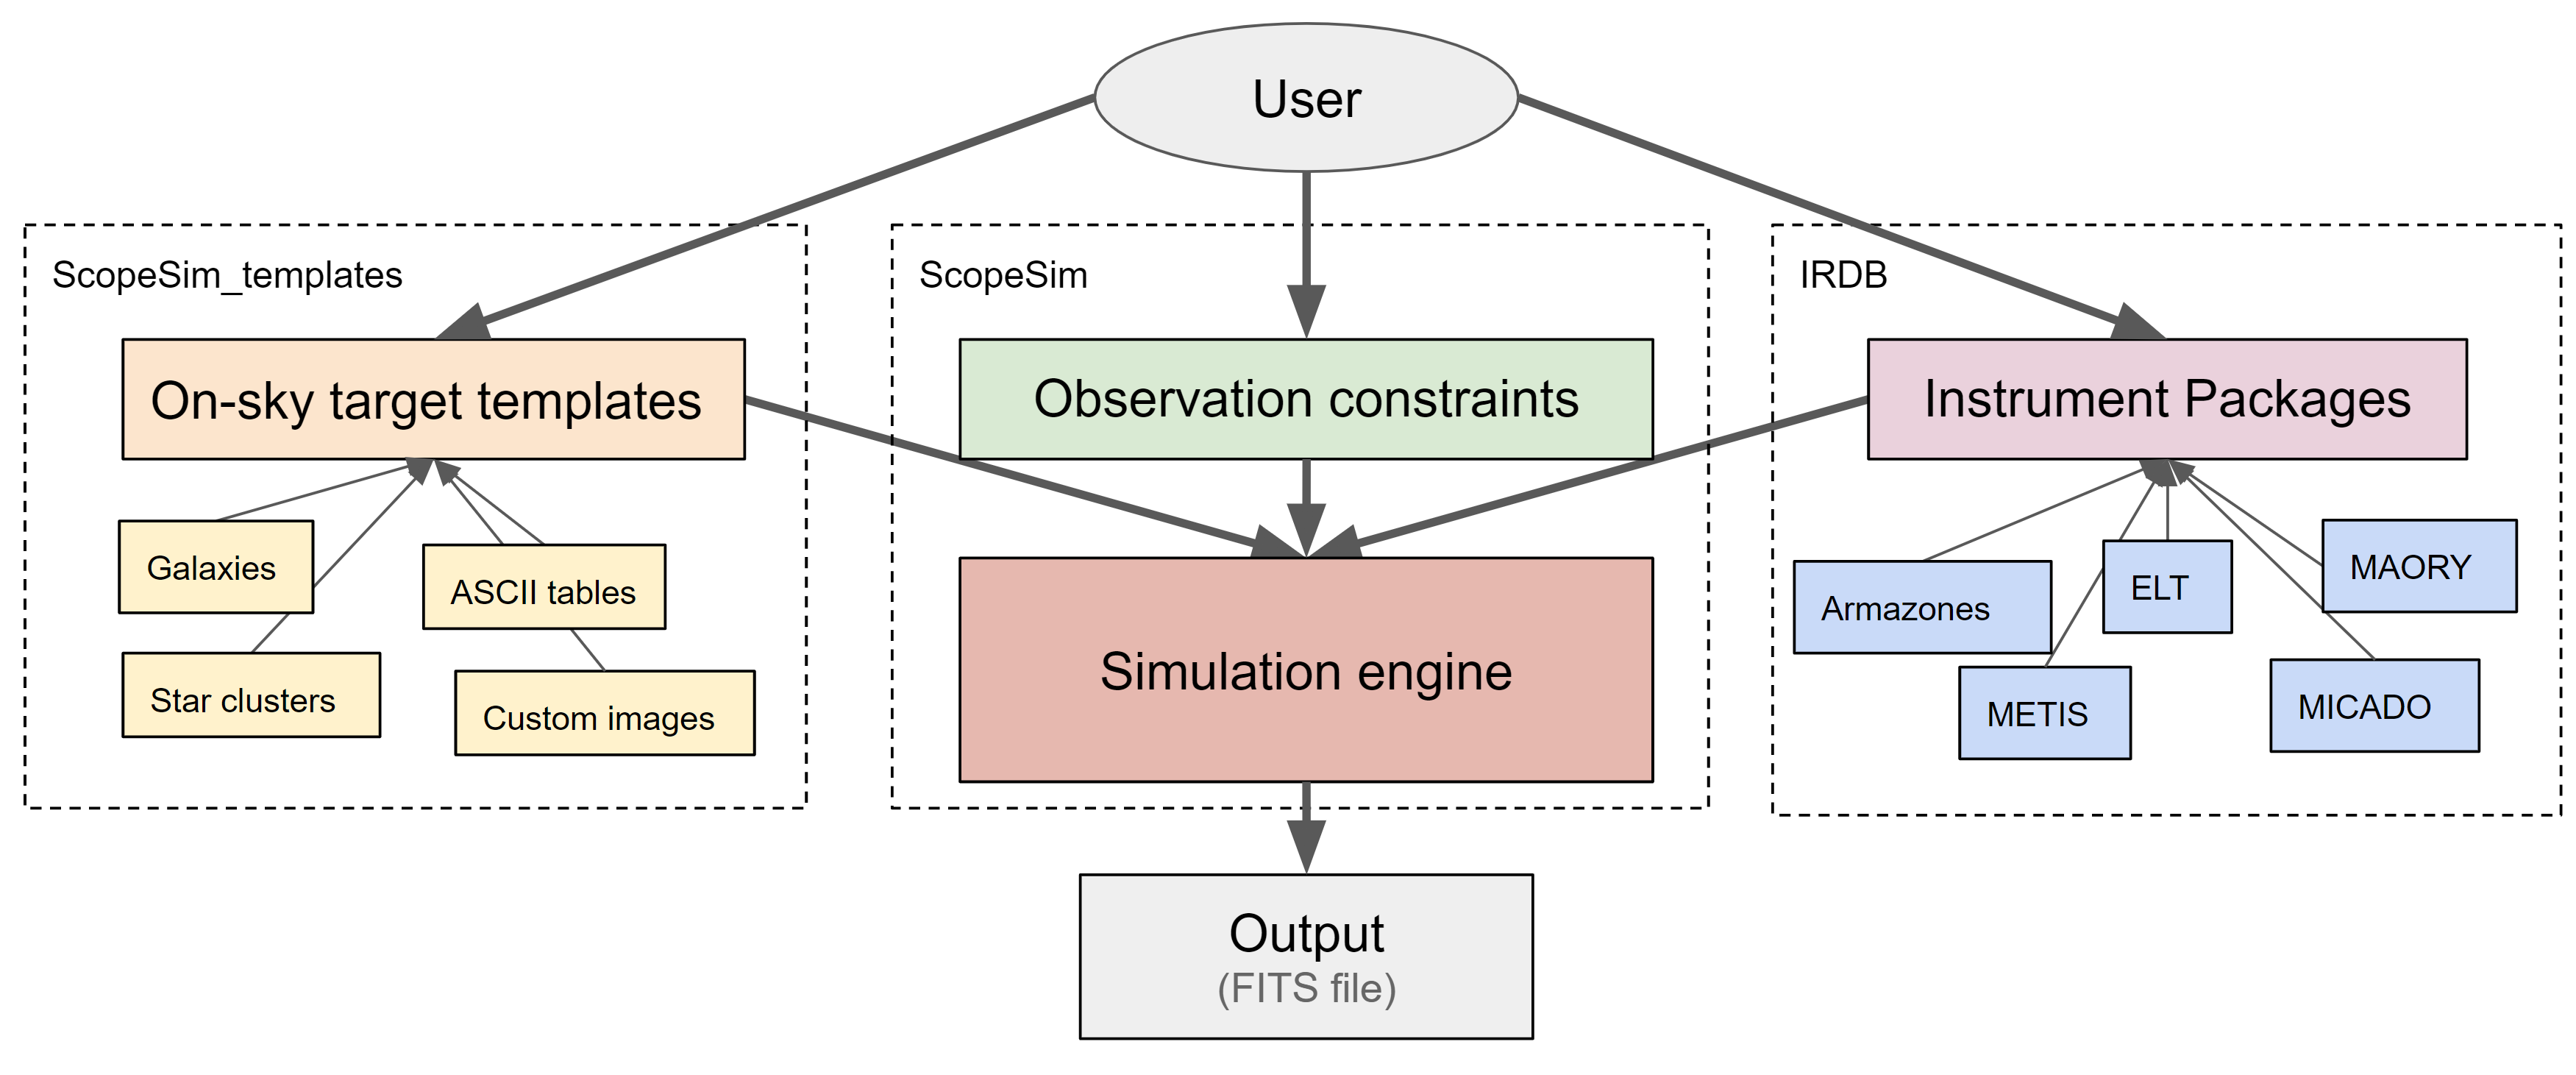 User
ScopeSim_templates
ScopeSim
IRDB
On-sky target templates
Observation constraints
Instrument Packages
Galaxies
ASCII tables
Star clusters
Custom images
Simulation engine
Armazones
ELT
MAORY
METIS
MICADO
Output
(FITS file)